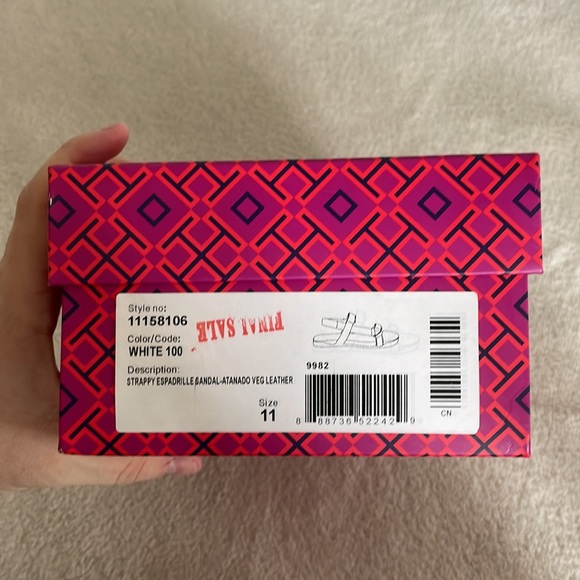 Style no:
11158106
FINAL SALE
Color/Code:
WHITE 100
Description:
STRAPPY ESPADRILLE SANDAL-ATANADO VEG LEATHER
9982
Size
11
8 88736 52242 9
CN